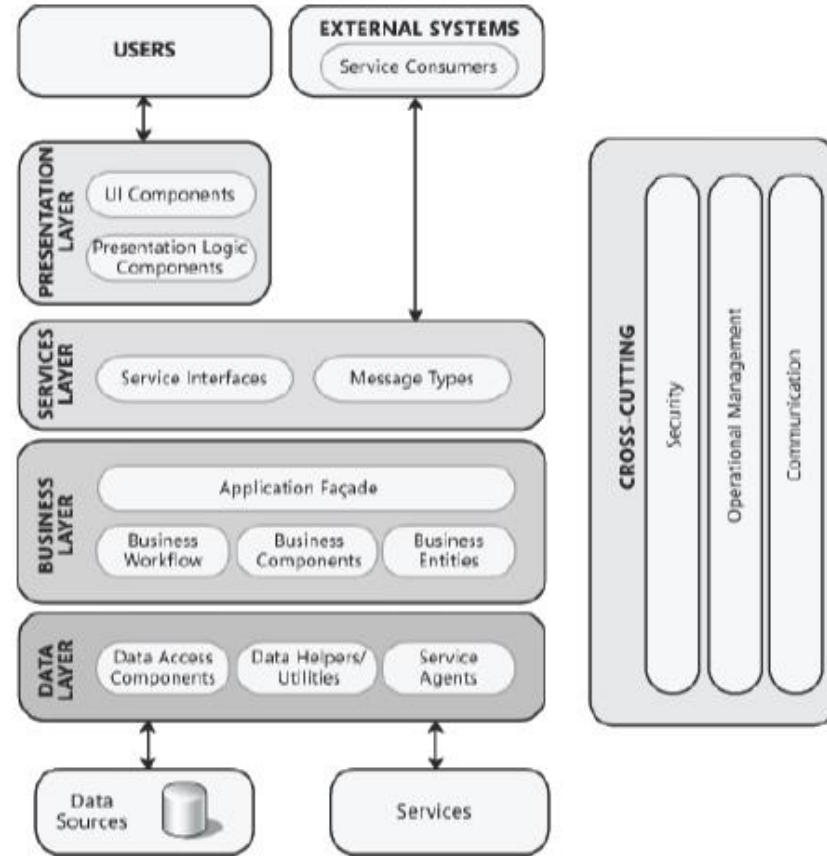 USERS
EXTERNAL SYSTEMS
Service Consumers
PRESENTATION
LAYER
UI Components
Presentation Logic
Components
SERVICES
LAYER
Service Interfaces
Message Types
BUSINESS
LAYER
Application Façade
Business
Workflow
Business
Components
Business
Entities
DATA
LAYER
Data Access
Components
Data Helpers/
Utilities
Service
Agents
Data
Sources
Services
CROSS-CUTTING
Security
Operational Management
Communication